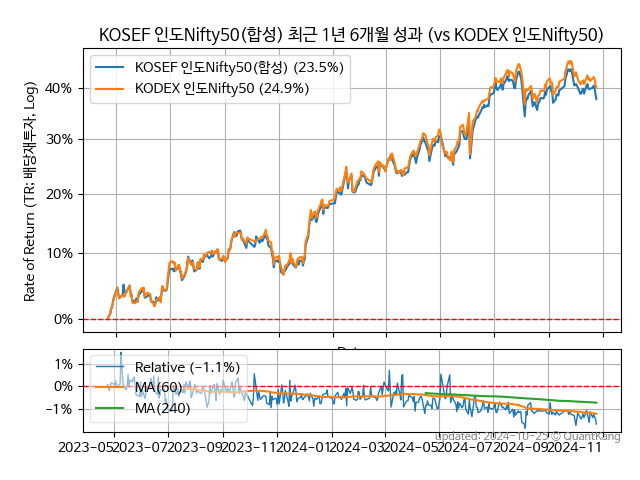 KOSEF 인도Nifty50(합성) 최근 1년 6개월 성과 (vs KODEX 인도Nifty50)
Rate of Return (TR: 배당재투자, Log)
KOSEF 인도Nifty50(합성) (23.5%)
KODEX 인도Nifty50 (24.9%)
40%
30%
20%
10%
0%
Relative (−1.1%)
MA(60)
MA(240)
1%
0%
−1%
2023-05
2023-07
2023-09
2023-11
2024-01
2024-03
2024-05
2024-07
2024-09
2024-11
Updated: 2024-10-25 © QuantKang